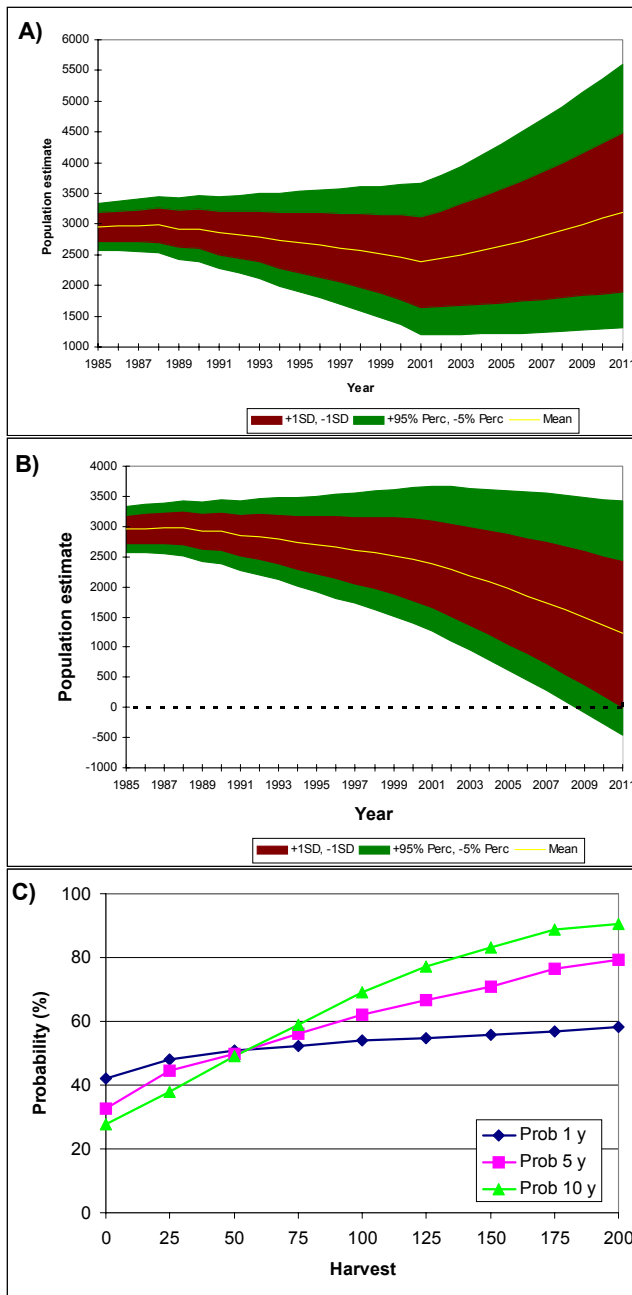 A)
6000
5500
5000
4500
4000
3500
3000
2500
2000
1500
1000
Population estimate
1985 1987 1989 1991 1993 1995 1997 1999 2001 2003 2005 2007 2009 2011
Year
+1SD, -1SD +95% Perc, -5% Perc Mean
B)
4000
3500
3000
2500
2000
1500
1000
500
0
-500
-1000
Population estimate
1985 1987 1989 1991 1993 1995 1997 1999 2001 2003 2005 2007 2009 2011
Year
+1SD, -1SD +95% Perc, -5% Perc Mean
C)
100
80
60
40
20
0
Probability (%)
Prob 1 y
Prob 5 y
Prob 10 y
0 25 50 75 100 125 150 175 200
Harvest